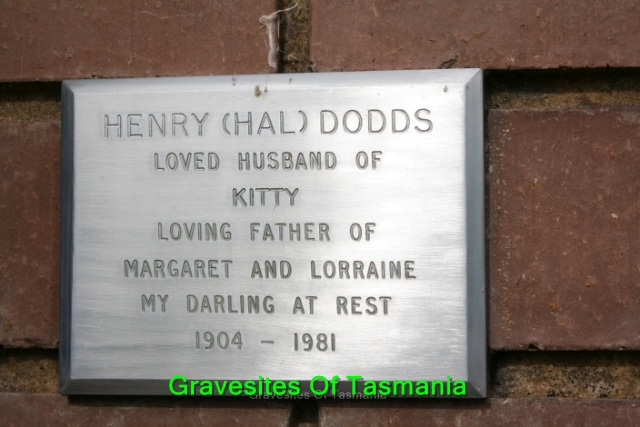 HENRY (HAL) DODDS
LOVED HUSBAND OF
KITTY
LOVING FATHER OF
MARGARET AND LORRAINE
MY DARLING AT REST
1904 - 1981
Gravesites Of Tasmania
Gravesites Of Tasmania